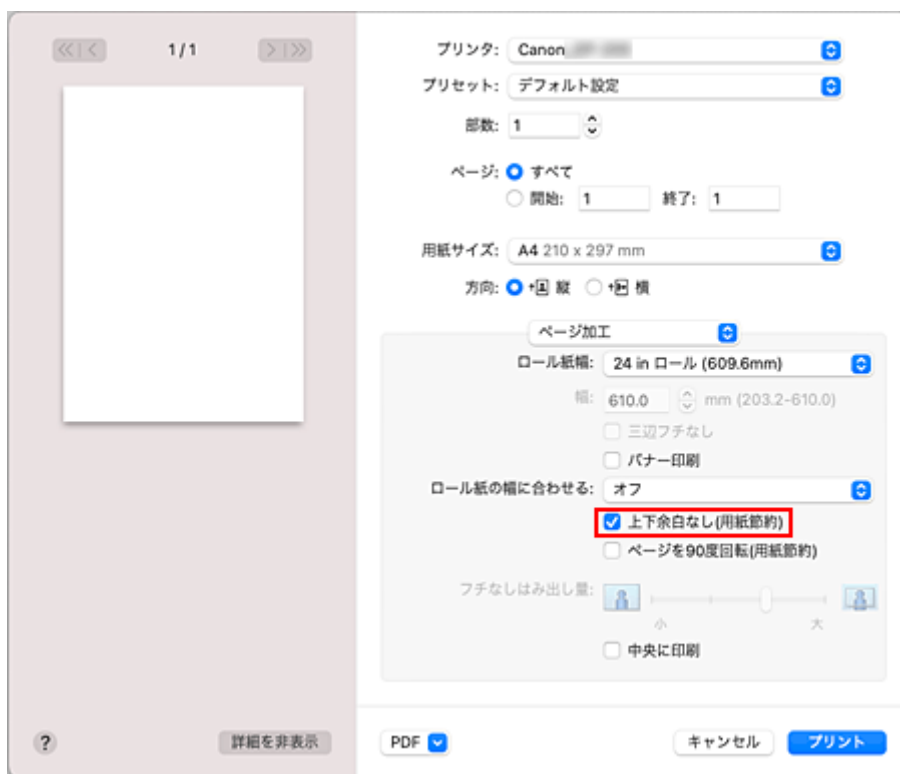 1/1
プリンタ: Canon
プリセット: デフォルト設定
部数: 1
ページ: すべて
開始: 1 終了: 1
用紙サイズ: A4 210 x 297 mm
方向: 縦 横
ページ加工
ロール紙幅: 24 in ロール (609.6mm)
幅: 610.0 mm (203.2-610.0)
三辺フチなし
バナー印刷
ロール紙の幅に合わせる: オフ
上下余白なし(用紙節約)
ページを90度回転(用紙節約)
フチなしはみ出し量:
小 大
中央に印刷
? 詳細を非表示 PDF キャンセル プリント